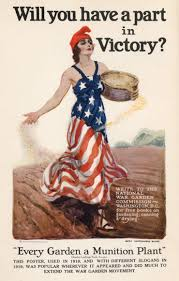 Will you have a part
in
Victory?
WRITE TO THE
NATIONAL
WAR GARDEN
COMMISSION ~
WASHINGTON, D.C.
for free books on
gardening, canning
& drying.
"Every Garden a Munition Plant"
THIS POSTER, USED IN 1918, AND WITH DIFFERENT SLOGANS IN
1919, WAS POPULAR WHEREVER IT APPEARED AND DID MUCH TO
EXTEND THE WAR GARDEN MOVEMENT